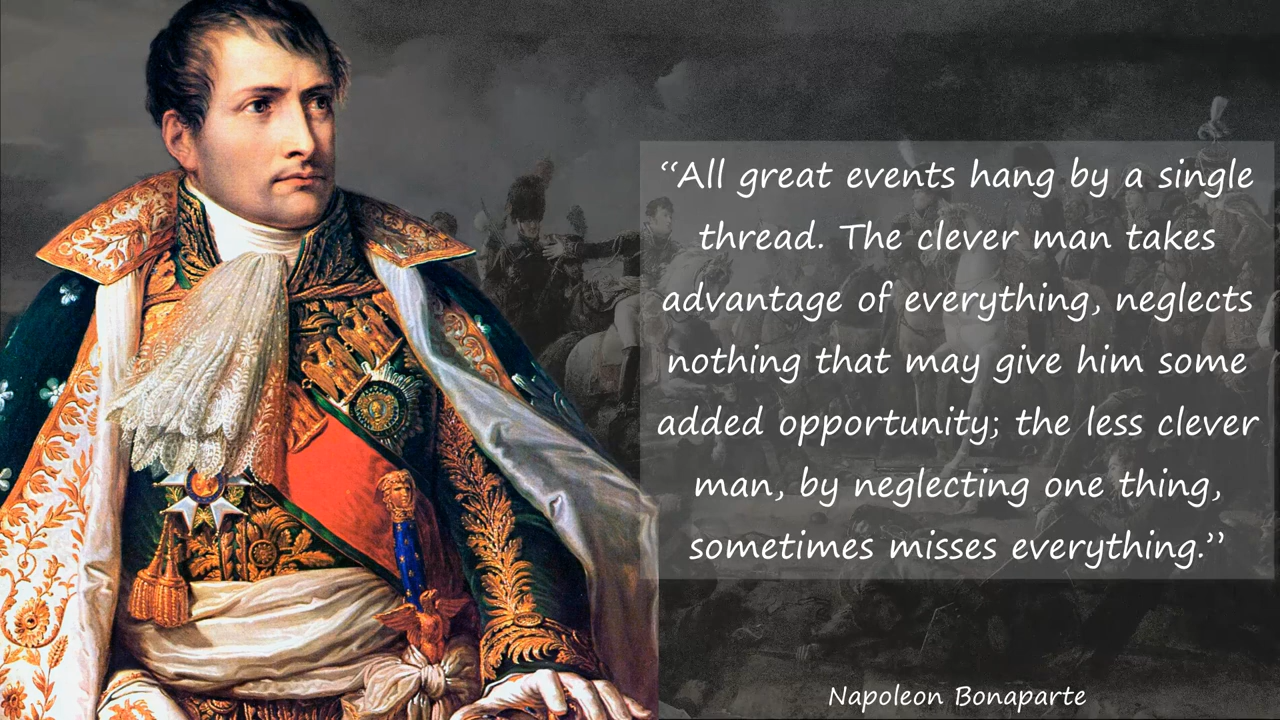 “All great events hang by a single
thread. The clever man takes
advantage of everything, neglects
nothing that may give him some
added opportunity; the less clever
man, by neglecting one thing,
sometimes misses everything.”
Napoleon Bonaparte